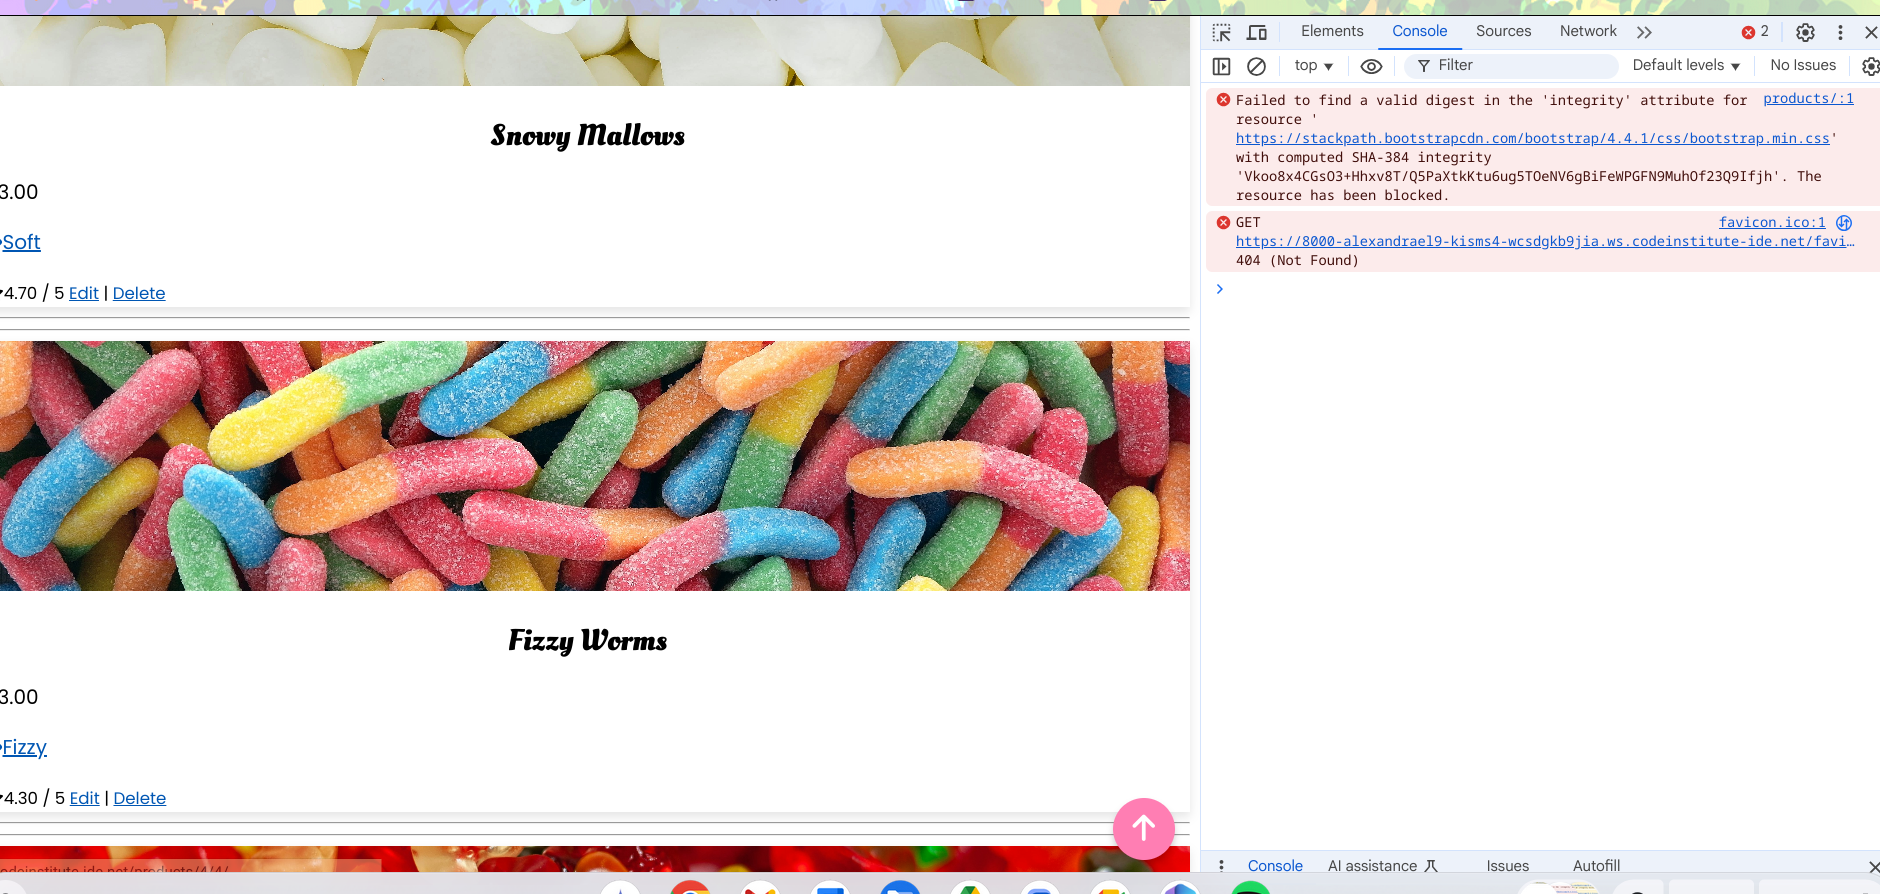 Snowy Mallows
3.00
Soft
4.70 / 5 Edit | Delete
Fizzy Worms
3.00
Fizzy
4.30 / 5 Edit | Delete
Elements Console Sources Network 2
top Filter Default levels No Issues
Failed to find a valid digest in the 'integrity' attribute for products/:1
resource '
https://stackpath.bootstrapcdn.com/bootstrap/4.4.1/css/bootstrap.min.css'
with computed SHA-384 integrity
'Vkoo8x4CGsO3+Hhxv8T/Q5PaXtkKtu6ug5TOeNV6gBiFeWPGFN9MuhOf23Q9Ifjh'. The
resource has been blocked.
GET favicon.ico:1
https://8000-alexandrael9-kisms4-wcsdgkb9jia.ws.codeinstitute-ide.net/favi…
404 (Not Found)
Console AI assistance Issues Autofill